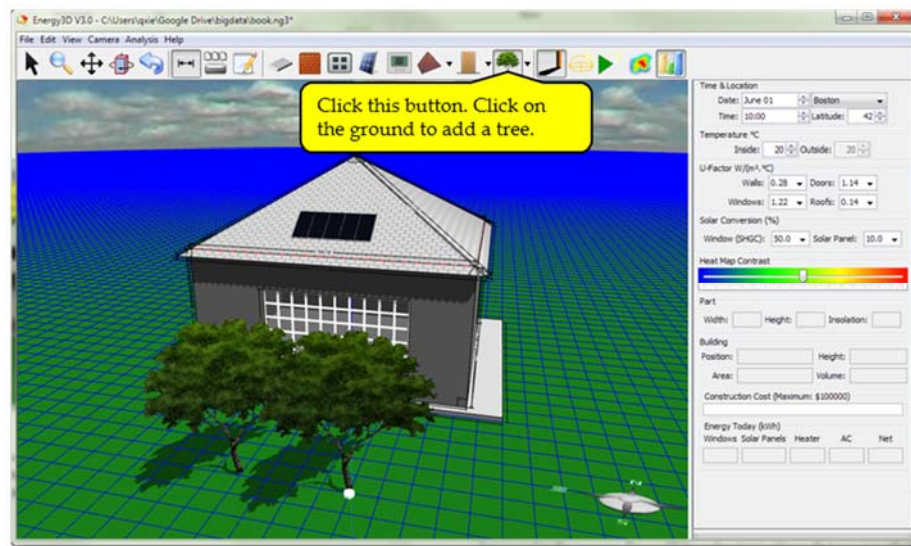 Energy3D V3.0 - C:\Users\qxie\Google Drive\bigdata\book.ng3*
File Edit View Camera Analysis Help
Click this button. Click on
the ground to add a tree.
Time & Location
Date: June 01 Boston
Time: 10:00 Latitude: 42
Temperature °C
Inside: 20 Outside: 20
U-Factor W/(m².°C)
Walls: 0.28 Doors: 1.14
Windows: 1.22 Roofs: 0.14
Solar Conversion (%)
Window (SHGC): 50.0 Solar Panel: 10.0
Heat Map Contrast
Part
Width: Height: Insolation:
Building
Position: Height:
Area: Volume:
Construction Cost (Maximum: $100000)
Energy Today (kWh)
Windows Solar Panels Heater AC Net